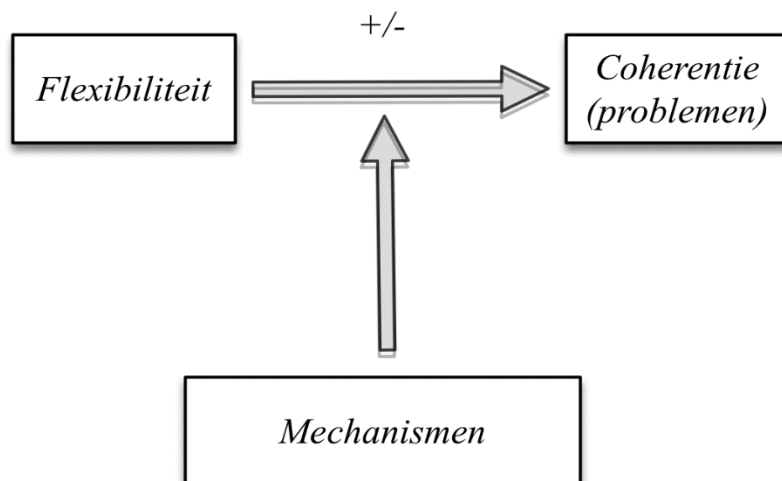 +/-
Flexibiliteit
Coherentie
(problemen)
Mechanismen